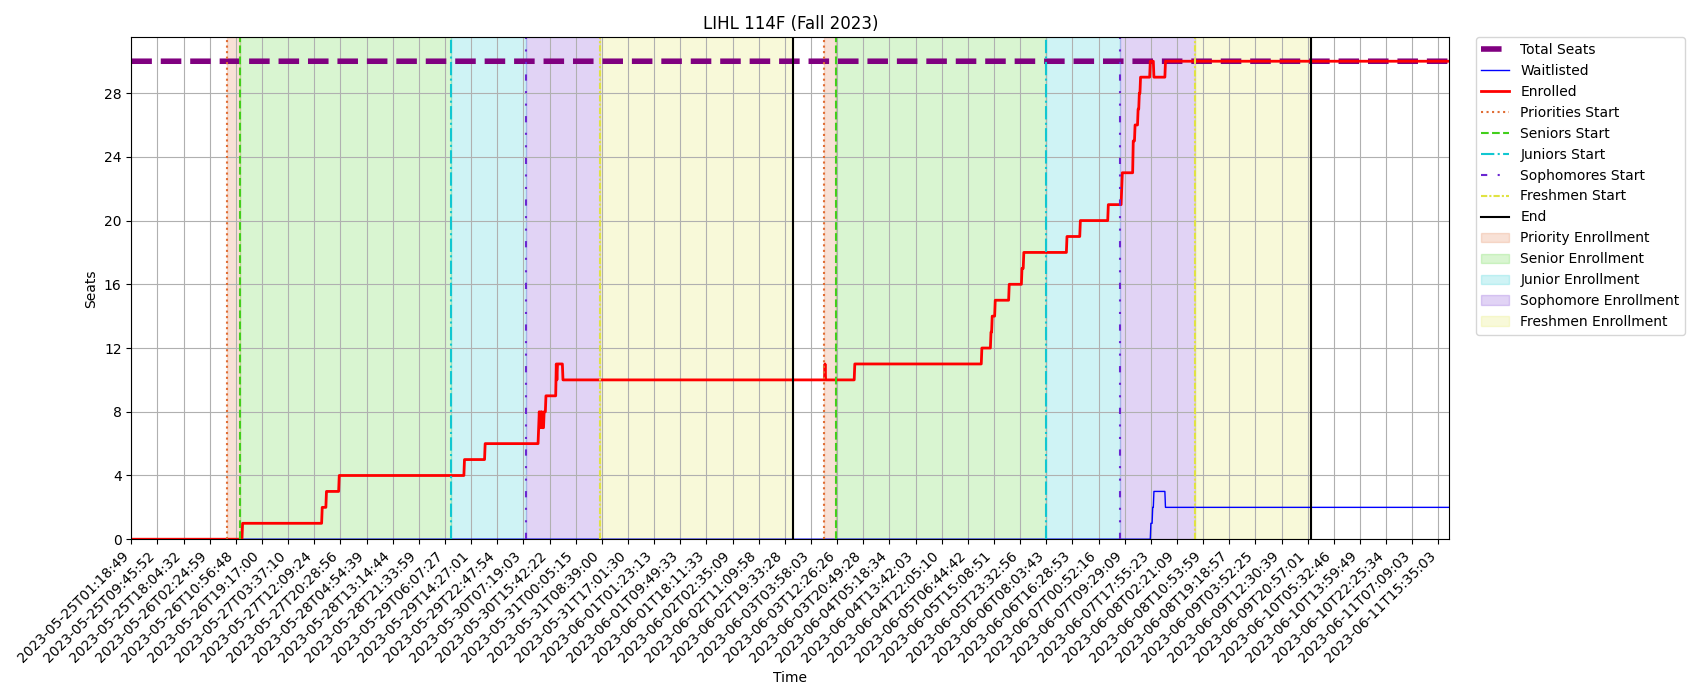 LIHL 114F (Fall 2023)
Total Seats
Waitlisted
Enrolled
Priorities Start
Seniors Start
Juniors Start
Sophomores Start
Freshmen Start
End
Priority Enrollment
Senior Enrollment
Junior Enrollment
Sophomore Enrollment
Freshmen Enrollment
Seats
28
24
20
16
12
8
4
0
2023-05-25T01:18:49
2023-05-25T09:45:52
2023-05-25T18:04:32
2023-05-26T02:24:59
2023-05-26T10:56:48
2023-05-26T19:17:00
2023-05-27T03:37:10
2023-05-27T12:09:24
2023-05-27T20:28:56
2023-05-28T04:54:39
2023-05-28T13:14:44
2023-05-28T21:33:59
2023-05-29T06:07:27
2023-05-29T14:27:01
2023-05-29T22:47:54
2023-05-30T07:19:03
2023-05-30T15:42:22
2023-05-31T00:05:15
2023-05-31T08:39:00
2023-05-31T17:01:30
2023-06-01T01:23:13
2023-06-01T09:49:33
2023-06-01T18:11:33
2023-06-02T02:35:09
2023-06-02T11:09:58
2023-06-02T19:33:28
2023-06-03T03:58:03
2023-06-03T12:26:26
2023-06-03T20:49:28
2023-06-04T05:18:34
2023-06-04T13:42:03
2023-06-04T22:05:10
2023-06-05T06:44:42
2023-06-05T15:08:51
2023-06-05T23:32:56
2023-06-06T08:03:43
2023-06-06T16:28:53
2023-06-07T00:52:16
2023-06-07T09:29:09
2023-06-07T17:55:23
2023-06-08T02:21:09
2023-06-08T10:53:59
2023-06-08T19:18:57
2023-06-09T03:52:25
2023-06-09T12:30:39
2023-06-09T20:57:01
2023-06-10T05:32:46
2023-06-10T13:59:49
2023-06-10T22:25:34
2023-06-11T07:09:03
2023-06-11T15:35:03
Time